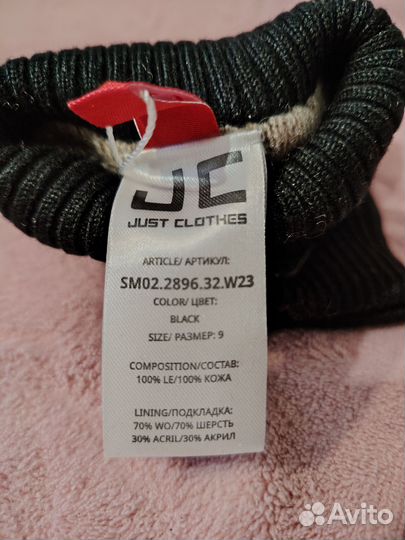 JC
JUST CLOTHES
ARTICLE/ АРТИКУЛ:
SM02.2896.32.W23
COLOR/ ЦВЕТ:
BLACK
SIZE/ РАЗМЕР: 9
COMPOSITION/СОСТАВ:
100% LE/100% КОЖА
LINING/ПОДКЛАДКА:
70% WO/70% ШЕРСТЬ
30% ACRIL/30% АКРИЛ
Avito